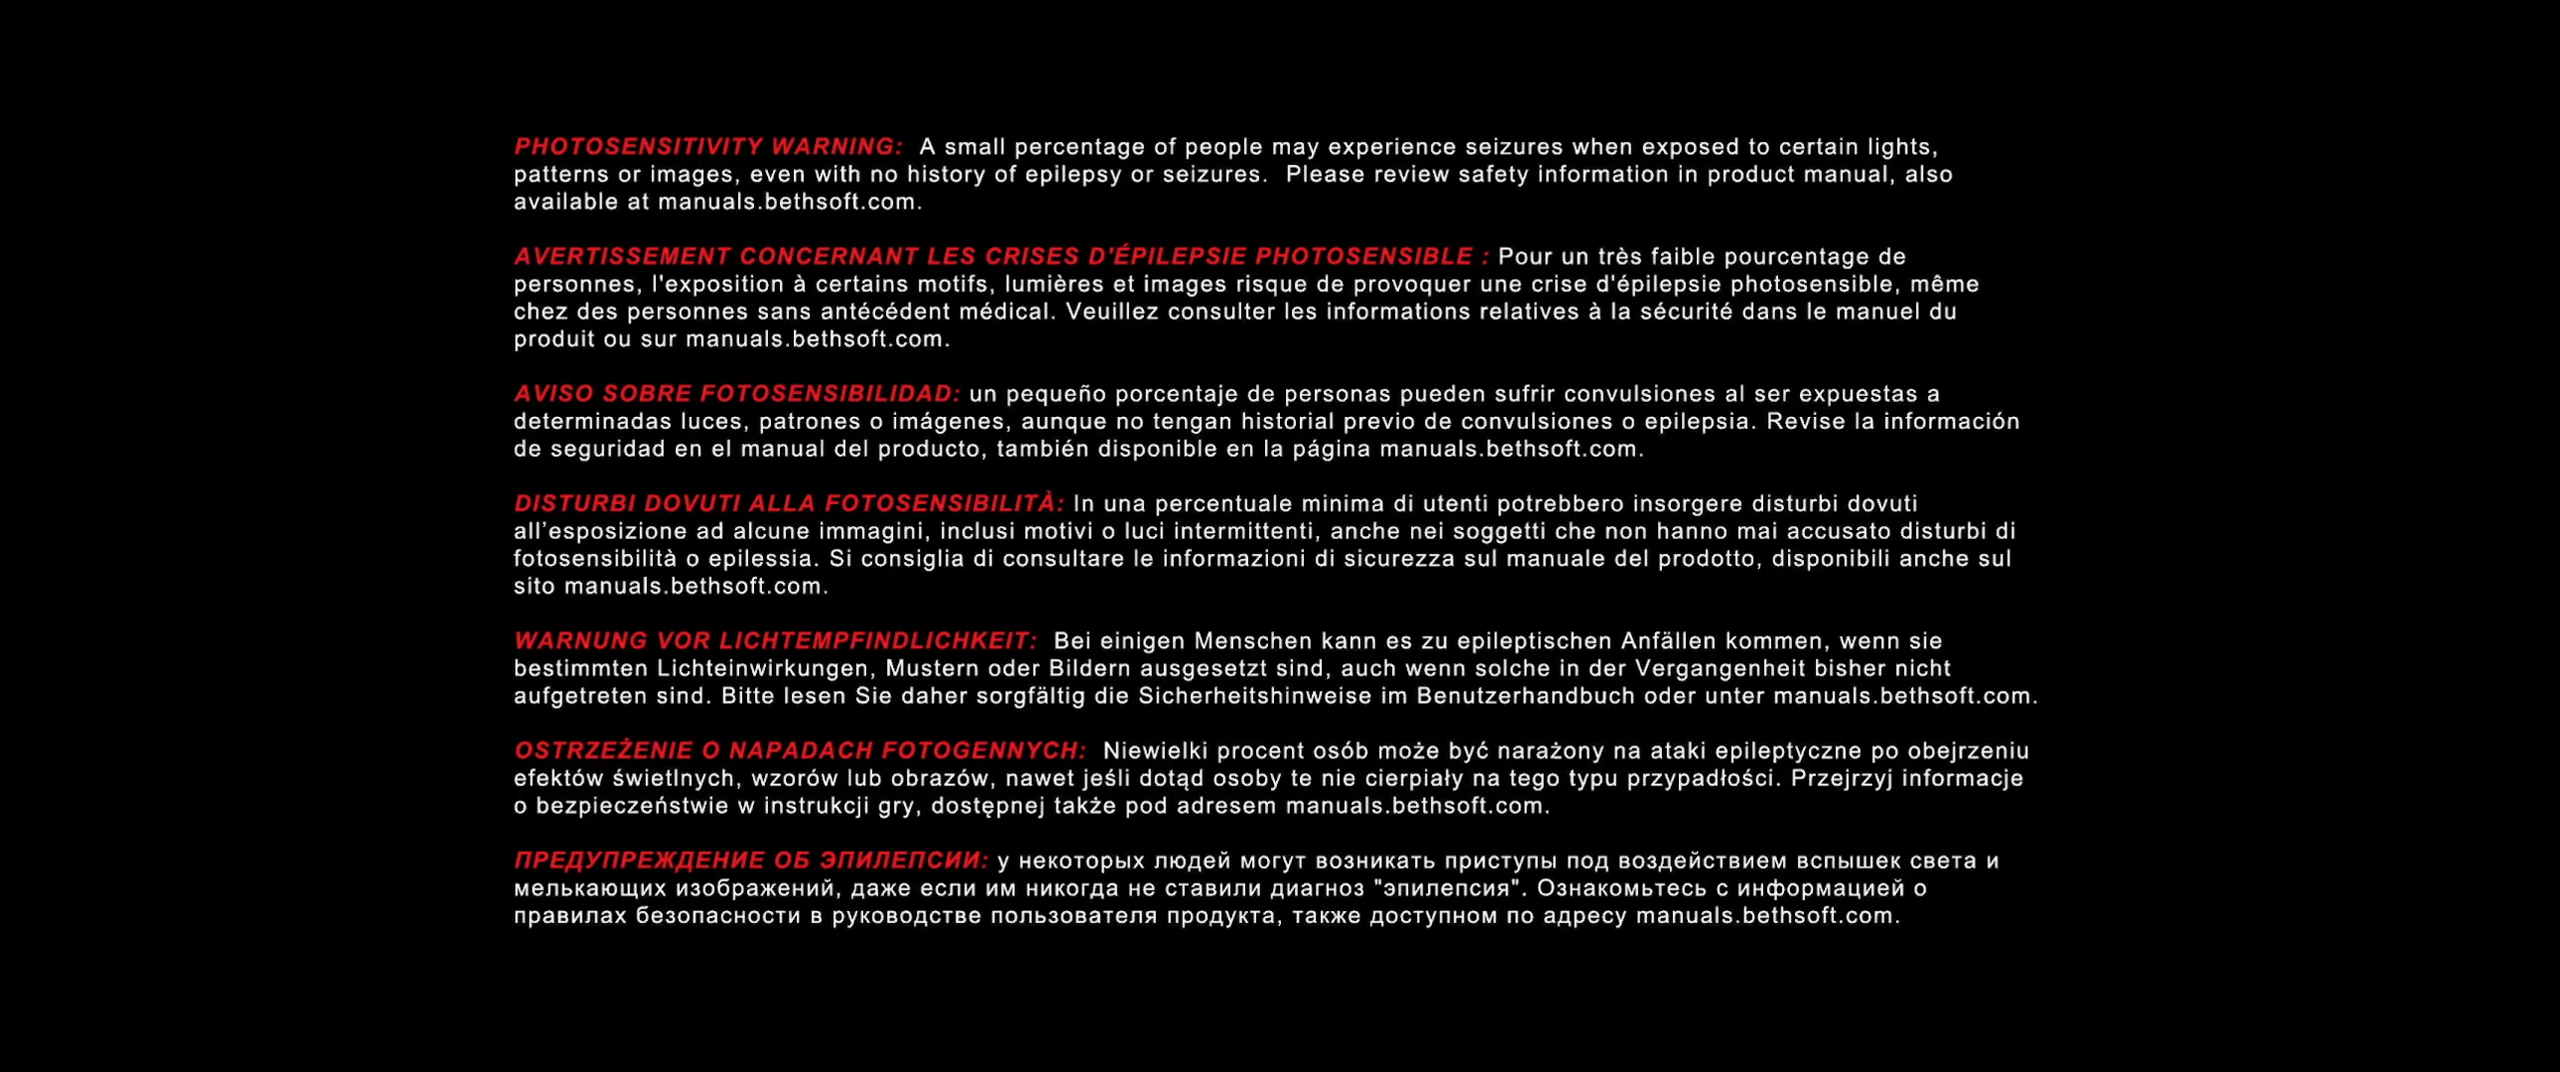 PHOTOSENSITIVITY WARNING: A small percentage of people may experience seizures when exposed to certain lights,
patterns or images, even with no history of epilepsy or seizures. Please review safety information in product manual, also
available at manuals.bethsoft.com.
AVERTISSEMENT CONCERNANT LES CRISES D'ÉPILEPSIE PHOTOSENSIBLE : Pour un très faible pourcentage de
personnes, l'exposition à certains motifs, lumières et images risque de provoquer une crise d'épilepsie photosensible, même
chez des personnes sans antécédent médical. Veuillez consulter les informations relatives à la sécurité dans le manuel du
produit ou sur manuals.bethsoft.com.
AVISO SOBRE FOTOSENSIBILIDAD: un pequeño porcentaje de personas pueden sufrir convulsiones al ser expuestas a
determinadas luces, patrones o imágenes, aunque no tengan historial previo de convulsiones o epilepsia. Revise la información
de seguridad en el manual del producto, también disponible en la página manuals.bethsoft.com.
DISTURBI DOVUTI ALLA FOTOSENSIBILITÀ: In una percentuale minima di utenti potrebbero insorgere disturbi dovuti
all’esposizione ad alcune immagini, inclusi motivi o luci intermittenti, anche nei soggetti che non hanno mai accusato disturbi di
fotosensibilità o epilessia. Si consiglia di consultare le informazioni di sicurezza sul manuale del prodotto, disponibili anche sul
sito manuals.bethsoft.com.
WARNUNG VOR LICHTEMPFINDLICHKEIT: Bei einigen Menschen kann es zu epileptischen Anfällen kommen, wenn sie
bestimmten Lichteinwirkungen, Mustern oder Bildern ausgesetzt sind, auch wenn solche in der Vergangenheit bisher nicht
aufgetreten sind. Bitte lesen Sie daher sorgfältig die Sicherheitshinweise im Benutzerhandbuch oder unter manuals.bethsoft.com.
OSTRZEŻENIE O NAPADACH FOTOGENNYCH: Niewielki procent osób może być narażony na ataki epileptyczne po obejrzeniu
efektów świetlnych, wzorów lub obrazów, nawet jeśli dotąd osoby te nie cierpiały na tego typu przypadłości. Przejrzyj informacje
o bezpieczeństwie w instrukcji gry, dostępnej także pod adresem manuals.bethsoft.com.
ПРЕДУПРЕЖДЕНИЕ ОБ ЭПИЛЕПСИИ: у некоторых людей могут возникать приступы под воздействием вспышек света и
мелькающих изображений, даже если им никогда не ставили диагноз "эпилепсия". Ознакомьтесь с информацией о
правилах безопасности в руководстве пользователя продукта, также доступном по адресу manuals.bethsoft.com.